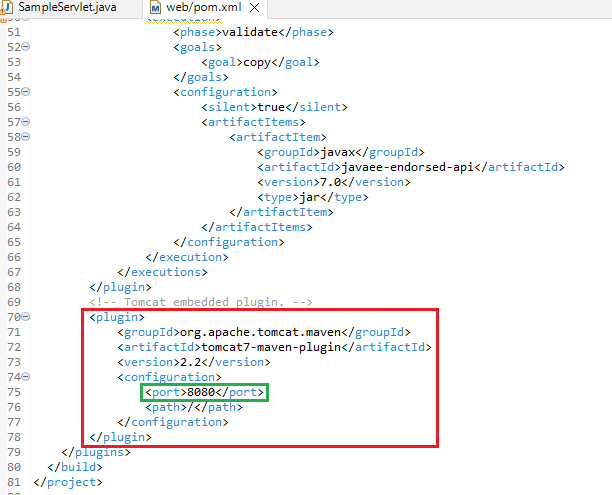 SampleServlet.java web/pom.xml
50 <execution>
51 <phase>validate</phase>
52 <goals>
53 <goal>copy</goal>
54 </goals>
55 <configuration>
56 <silent>true</silent>
57 <artifactItems>
58 <artifactItem>
59 <groupId>javax</groupId>
60 <artifactId>javaee-endorsed-api</artifactId>
61 <version>7.0</version>
62 <type>jar</type>
63 </artifactItem>
64 </artifactItems>
65 </configuration>
66 </execution>
67 </executions>
68 </plugin>
69 <!-- Tomcat embedded plugin. -->
70 <plugin>
71 <groupId>org.apache.tomcat.maven</groupId>
72 <artifactId>tomcat7-maven-plugin</artifactId>
73 <version>2.2</version>
74 <configuration>
75 <port>8080</port>
76 <path>/</path>
77 </configuration>
78 </plugin>
79 </plugins>
80 </build>
81 </project>